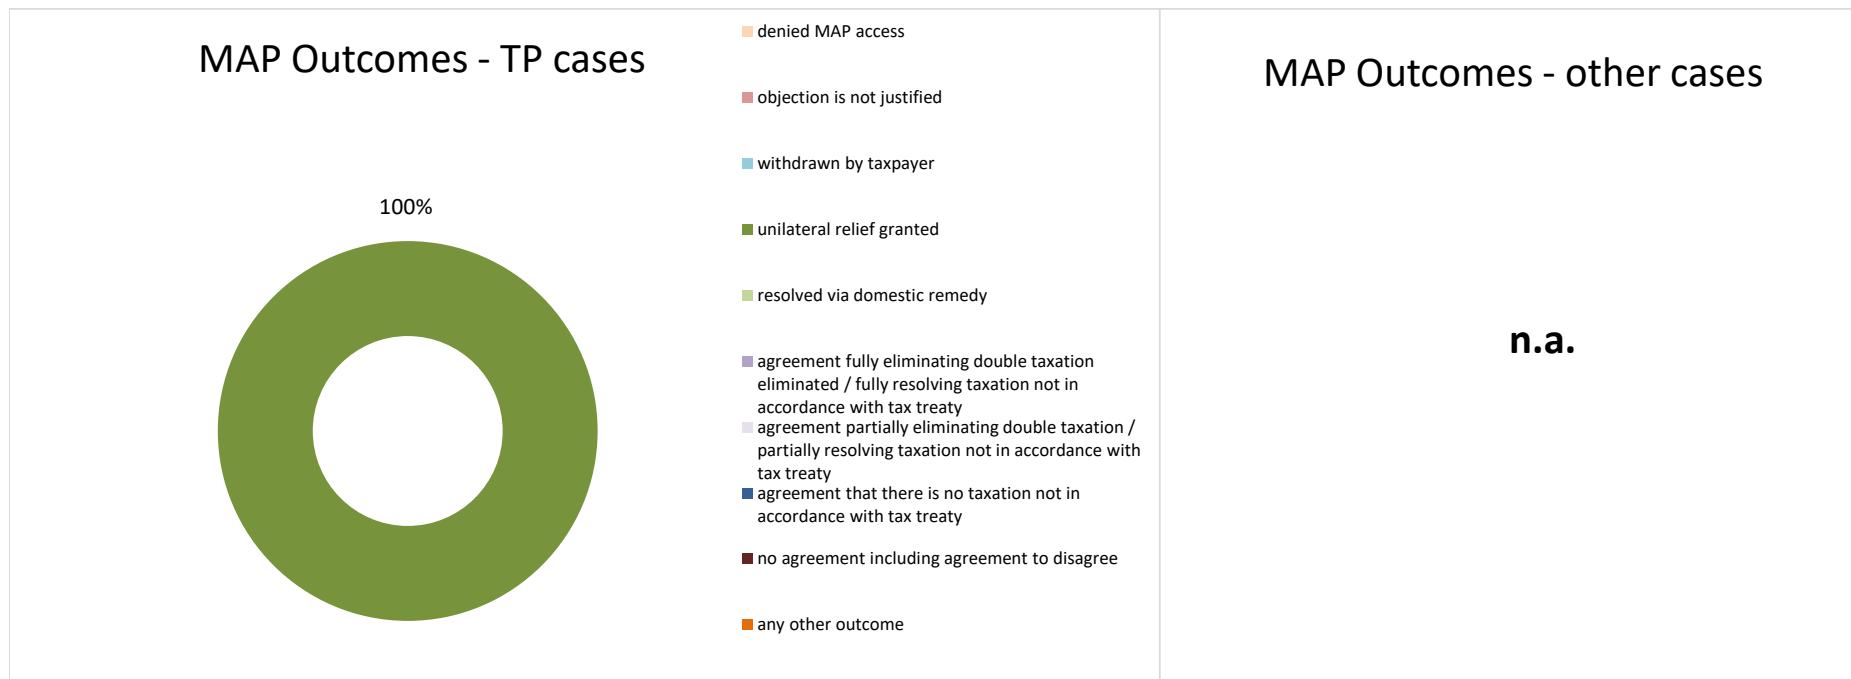 MAP Outcomes - TP cases
100%
denied MAP access
objection is not justified
withdrawn by taxpayer
unilateral relief granted
resolved via domestic remedy
agreement fully eliminating double taxation
eliminated / fully resolving taxation not in
accordance with tax treaty
agreement partially eliminating double taxation /
partially resolving taxation not in accordance with
tax treaty
agreement that there is no taxation not in
accordance with tax treaty
no agreement including agreement to disagree
any other outcome
MAP Outcomes - other cases
n.a.